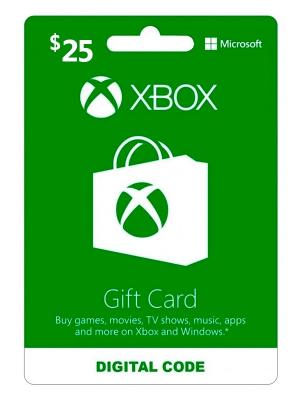 $25
Microsoft
XBOX
Gift Card
Buy games, movies, TV shows, music, apps
and more on Xbox and Windows.*
DIGITAL CODE